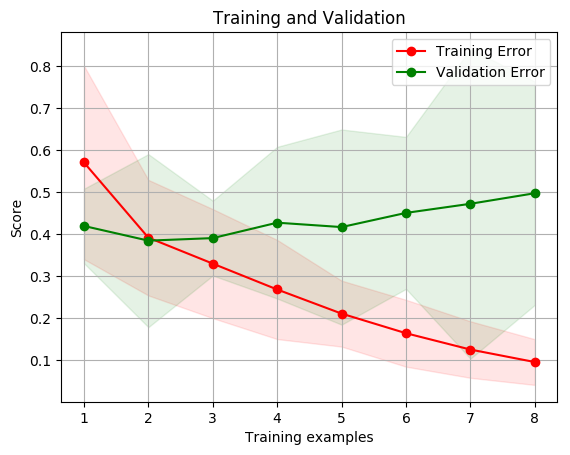 Training and Validation
Training Error
Validation Error
0.8
0.7
0.6
0.5
0.4
0.3
0.2
0.1
Score
1 2 3 4 5 6 7 8
Training examples